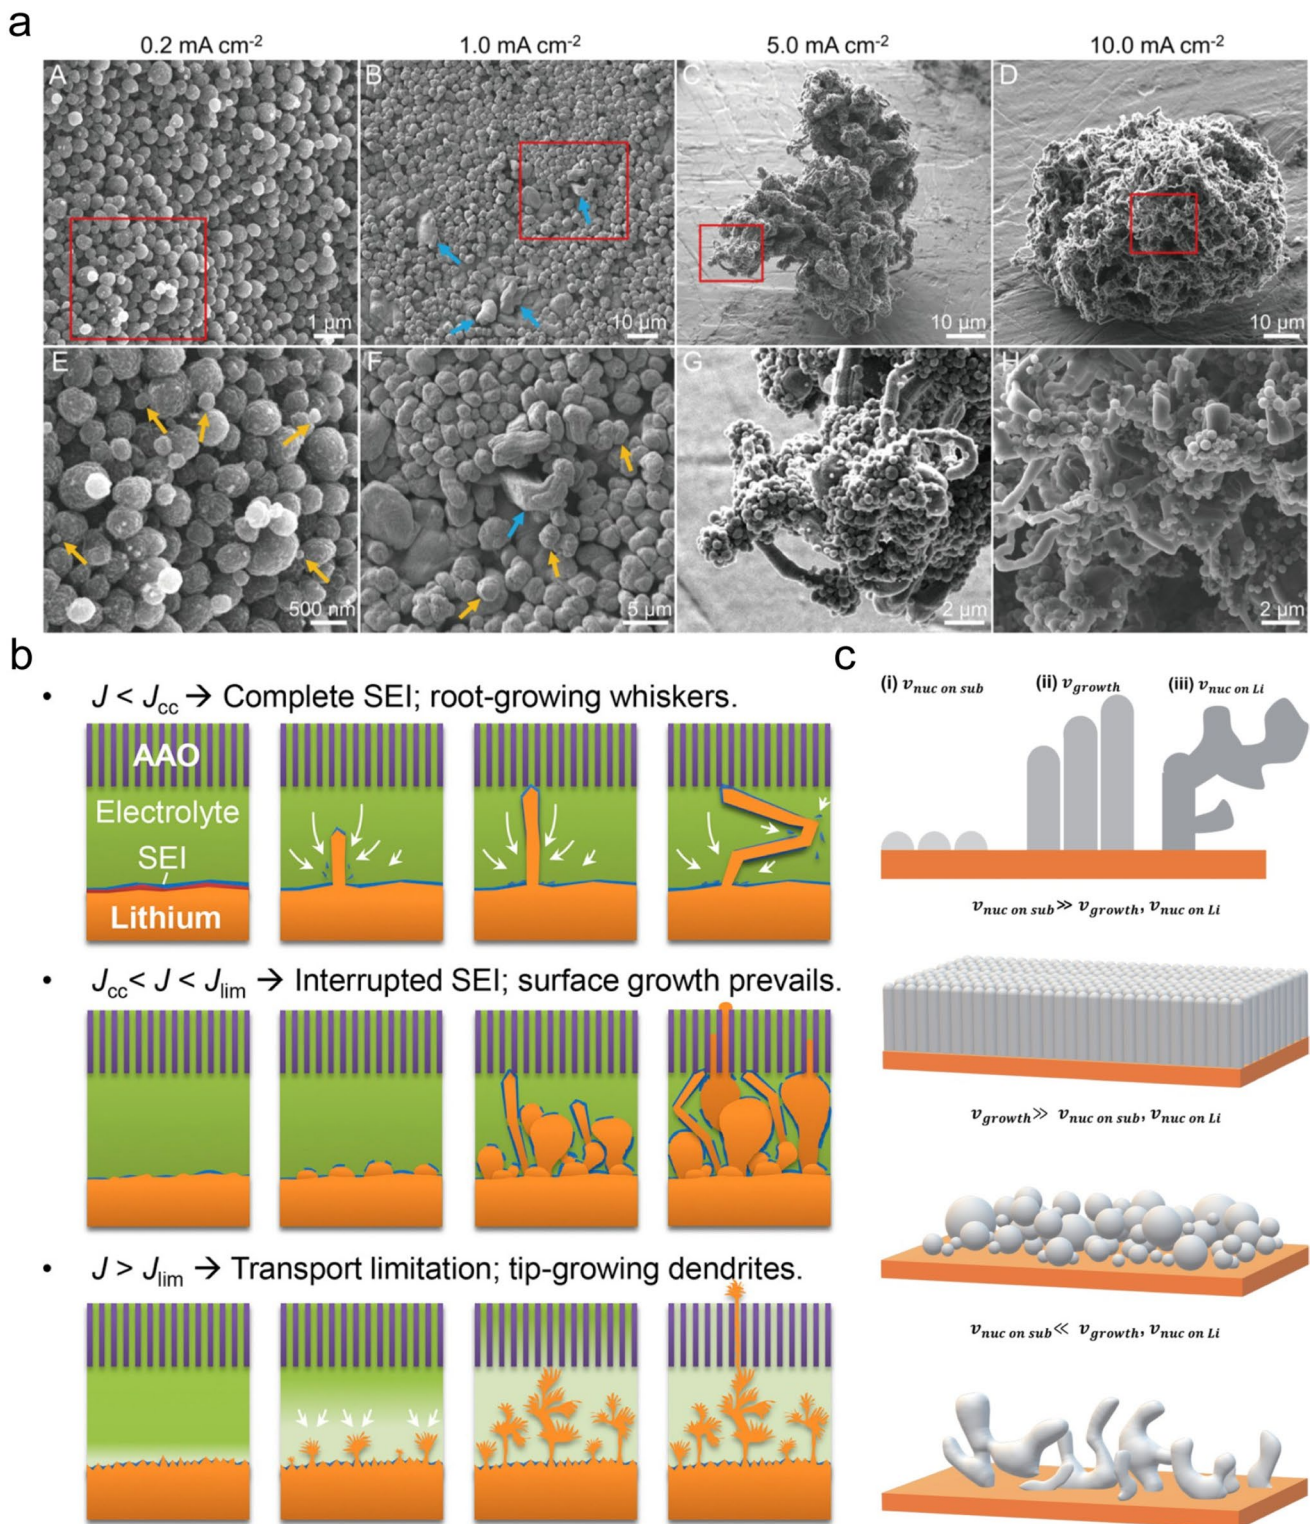 a
0.2 mA cm⁻²
1.0 mA cm⁻²
5.0 mA cm⁻²
10.0 mA cm⁻²
A
1 µm
B
10 µm
C
10 µm
D
10 µm
E
500 nm
F
5 µm
G
2 µm
H
2 µm
b
• J < Jcc → Complete SEI; root-growing whiskers.
AAO
Electrolyte
SEI
Lithium
• Jcc < J < Jlim → Interrupted SEI; surface growth prevails.
• J > Jlim → Transport limitation; tip-growing dendrites.
c
(i) vnuc on sub
(ii) vgrowth
(iii) vnuc on Li
vnuc on sub ≫ vgrowth, vnuc on Li
vgrowth ≫ vnuc on sub, vnuc on Li
vnuc on sub ≪ vgrowth, vnuc on Li